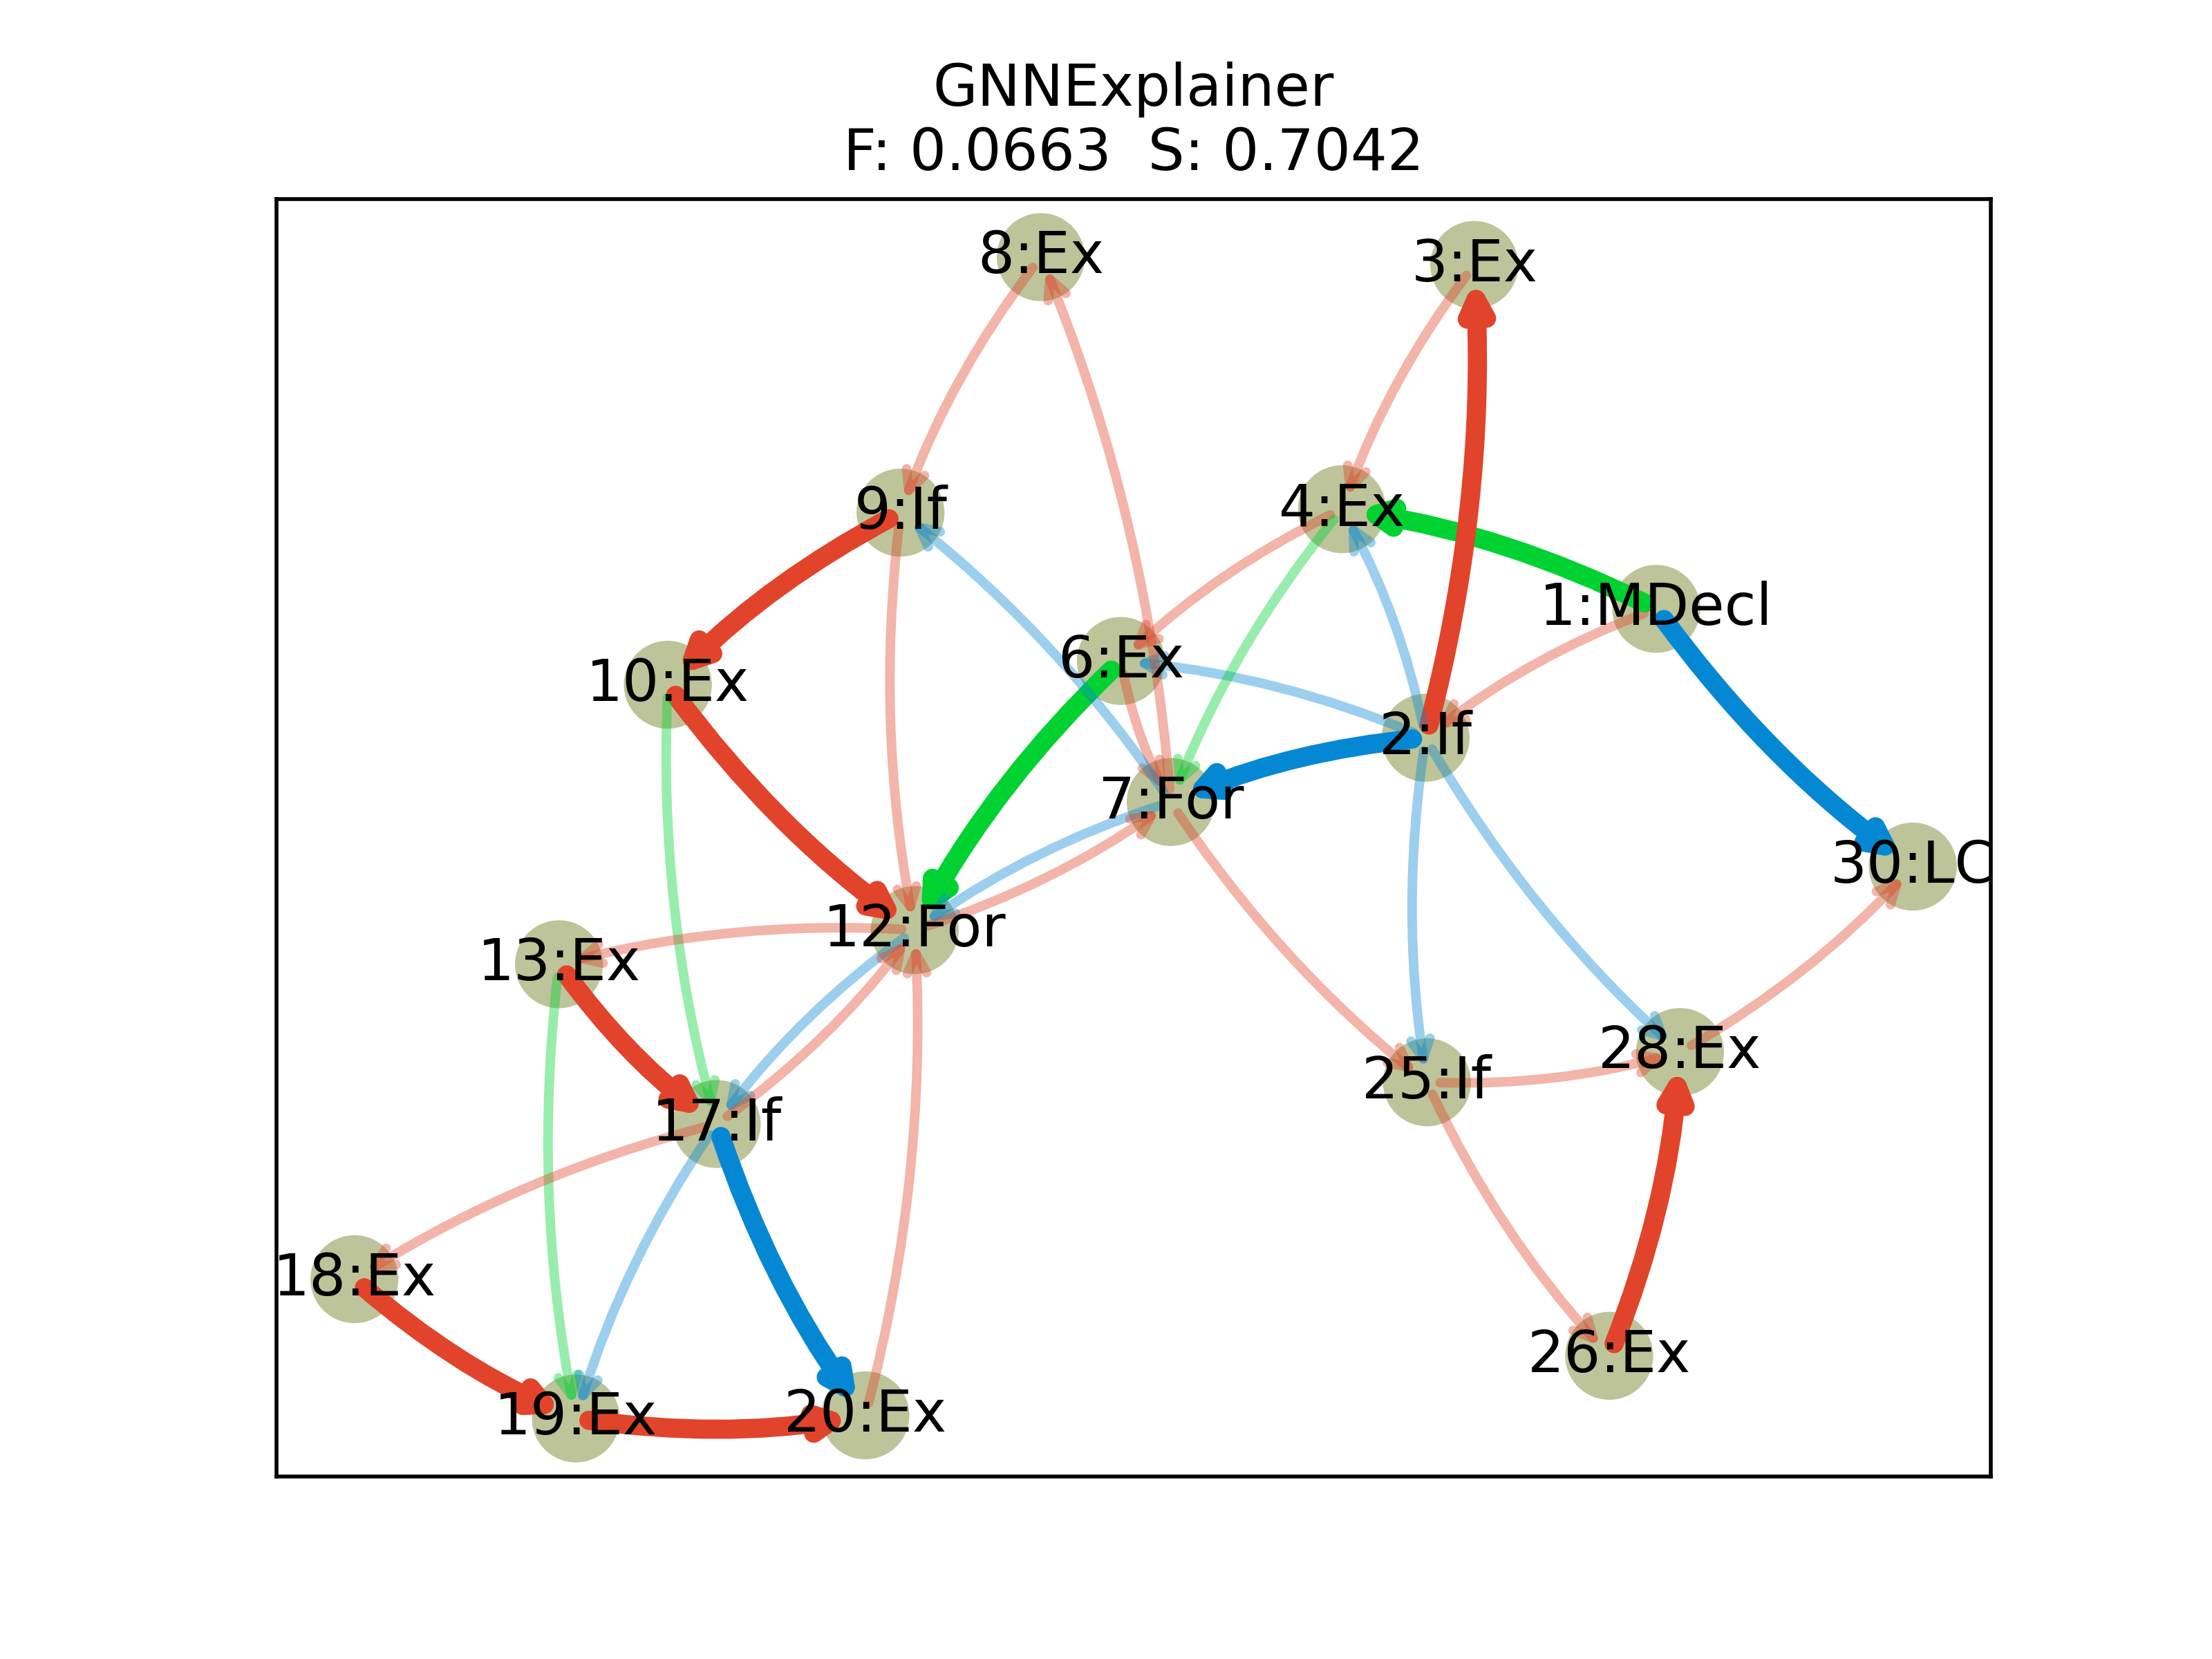 GNNExplainer
F: 0.0663 S: 0.7042
8:Ex
3:Ex
9:If
4:Ex
1:MDecl
6:Ex
10:Ex
2:If
7:For
30:LC
12:For
13:Ex
28:Ex
25:If
17:If
18:Ex
26:Ex
19:Ex
20:Ex